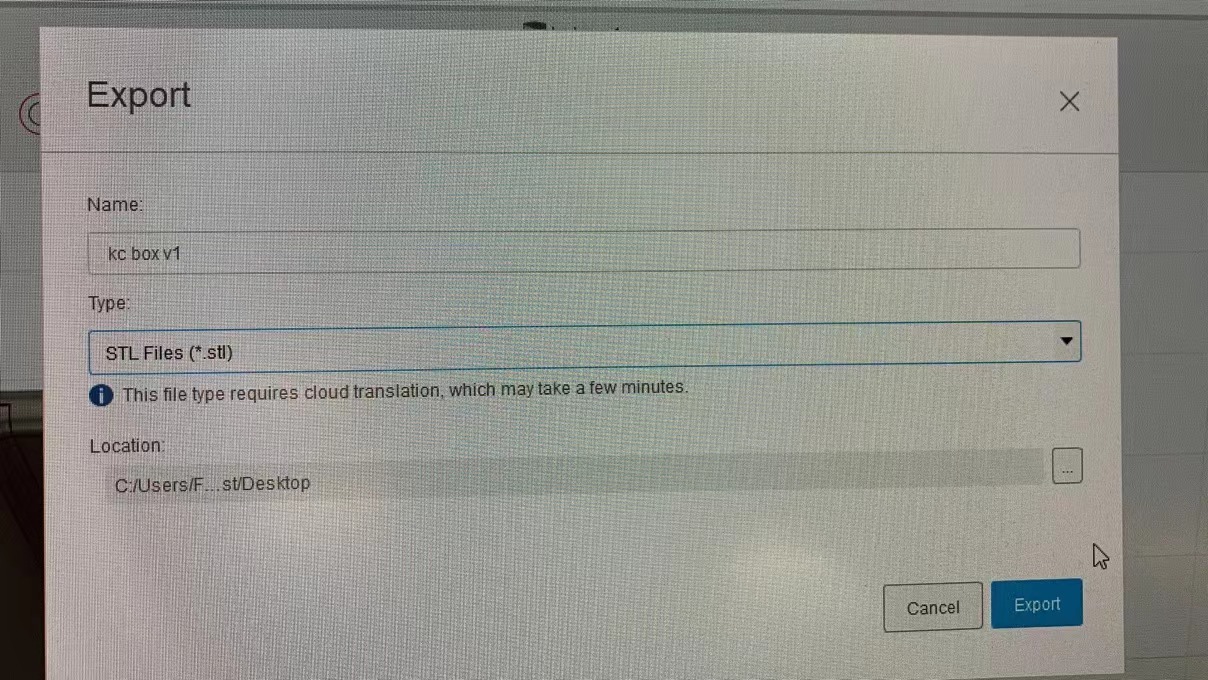 Export
Name:
kc box v1
Type:
STL Files (*.stl)
This file type requires cloud translation, which may take a few minutes.
Location:
C:/Users/F...st/Desktop
...
Cancel
Export